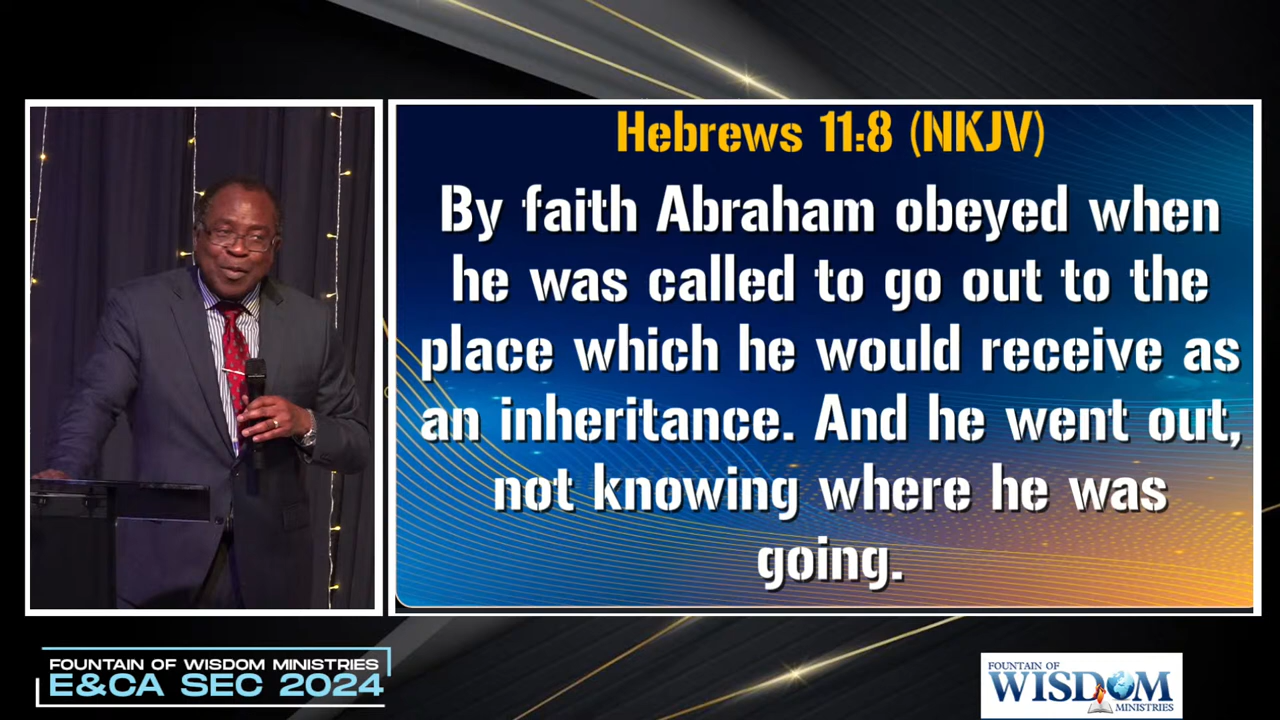 Hebrews 11:8 (NKJV)
By faith Abraham obeyed when
he was called to go out to the
place which he would receive as
an inheritance. And he went out,
not knowing where he was
going.
FOUNTAIN OF WISDOM MINISTRIES
E&CA SEC 2024
FOUNTAIN OF
WISDOM
MINISTRIES